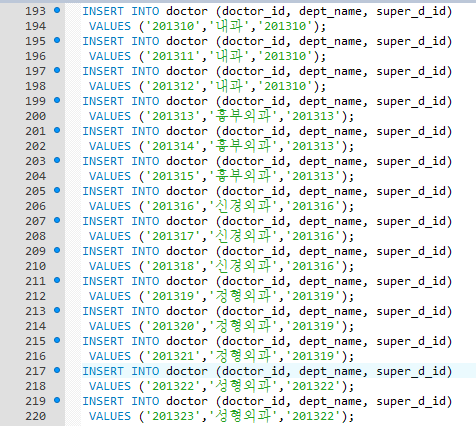 193 INSERT INTO doctor (doctor_id, dept_name, super_d_id)
194 VALUES ('201310','내과','201310');
195 INSERT INTO doctor (doctor_id, dept_name, super_d_id)
196 VALUES ('201311','내과','201310');
197 INSERT INTO doctor (doctor_id, dept_name, super_d_id)
198 VALUES ('201312','내과','201310');
199 INSERT INTO doctor (doctor_id, dept_name, super_d_id)
200 VALUES ('201313','흉부외과','201313');
201 INSERT INTO doctor (doctor_id, dept_name, super_d_id)
202 VALUES ('201314','흉부외과','201313');
203 INSERT INTO doctor (doctor_id, dept_name, super_d_id)
204 VALUES ('201315','흉부외과','201313');
205 INSERT INTO doctor (doctor_id, dept_name, super_d_id)
206 VALUES ('201316','신경외과','201316');
207 INSERT INTO doctor (doctor_id, dept_name, super_d_id)
208 VALUES ('201317','신경외과','201316');
209 INSERT INTO doctor (doctor_id, dept_name, super_d_id)
210 VALUES ('201318','신경외과','201316');
211 INSERT INTO doctor (doctor_id, dept_name, super_d_id)
212 VALUES ('201319','정형외과','201319');
213 INSERT INTO doctor (doctor_id, dept_name, super_d_id)
214 VALUES ('201320','정형외과','201319');
215 INSERT INTO doctor (doctor_id, dept_name, super_d_id)
216 VALUES ('201321','정형외과','201319');
217 INSERT INTO doctor (doctor_id, dept_name, super_d_id)
218 VALUES ('201322','성형외과','201322');
219 INSERT INTO doctor (doctor_id, dept_name, super_d_id)
220 VALUES ('201323','성형외과','201322');